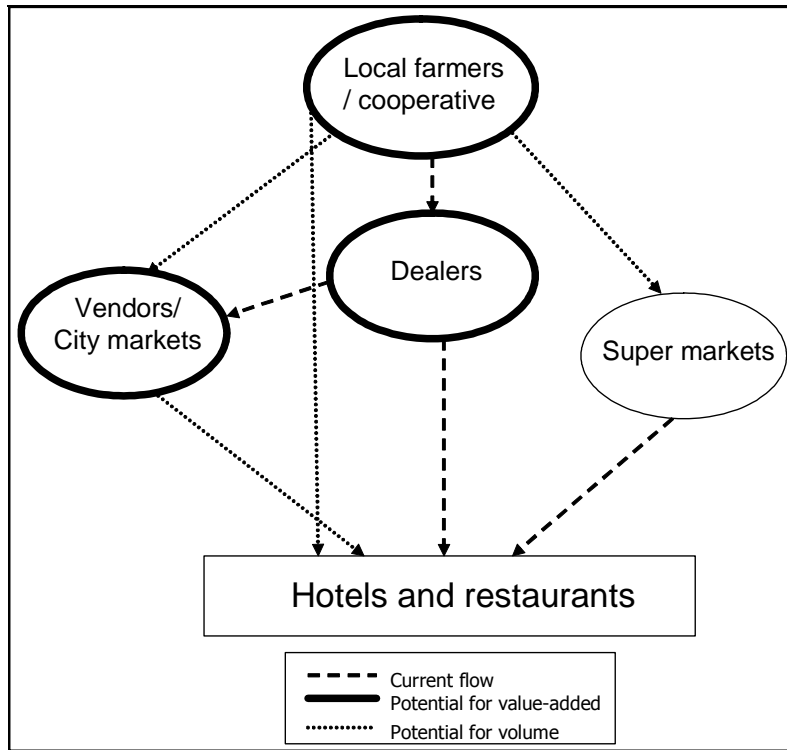 Local farmers
/ cooperative
Dealers
Vendors/
City markets
Super markets
Hotels and restaurants
Current flow
Potential for value-added
Potential for volume